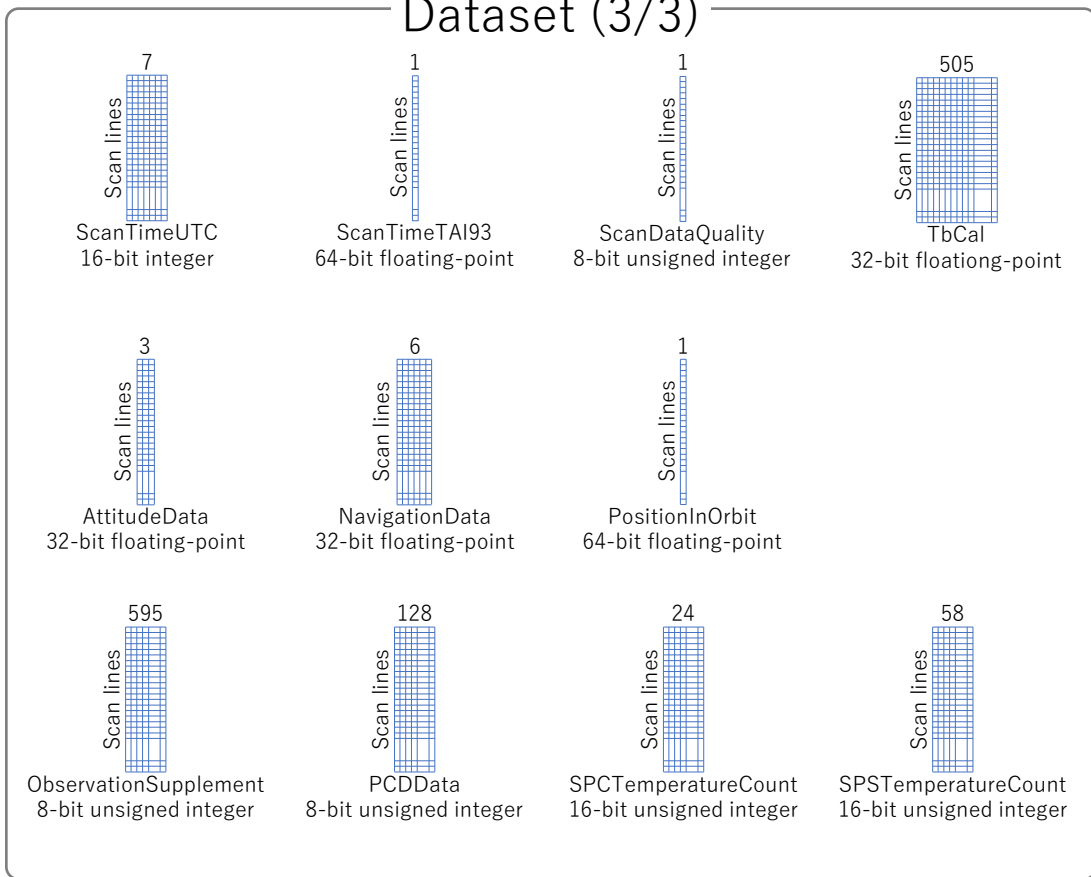 Dataset (3/3)
7
Scan lines
ScanTimeUTC
16-bit integer
1
Scan lines
ScanTimeTAI93
64-bit floating-point
1
Scan lines
ScanDataQuality
8-bit unsigned integer
505
Scan lines
TbCal
32-bit floationg-point
3
Scan lines
AttitudeData
32-bit floating-point
6
Scan lines
NavigationData
32-bit floating-point
1
Scan lines
PositionInOrbit
64-bit floating-point
595
Scan lines
ObservationSupplement
8-bit unsigned integer
128
Scan lines
PCDData
8-bit unsigned integer
24
Scan lines
SPCTemperatureCount
16-bit unsigned integer
58
Scan lines
SPSTemperatureCount
16-bit unsigned integer